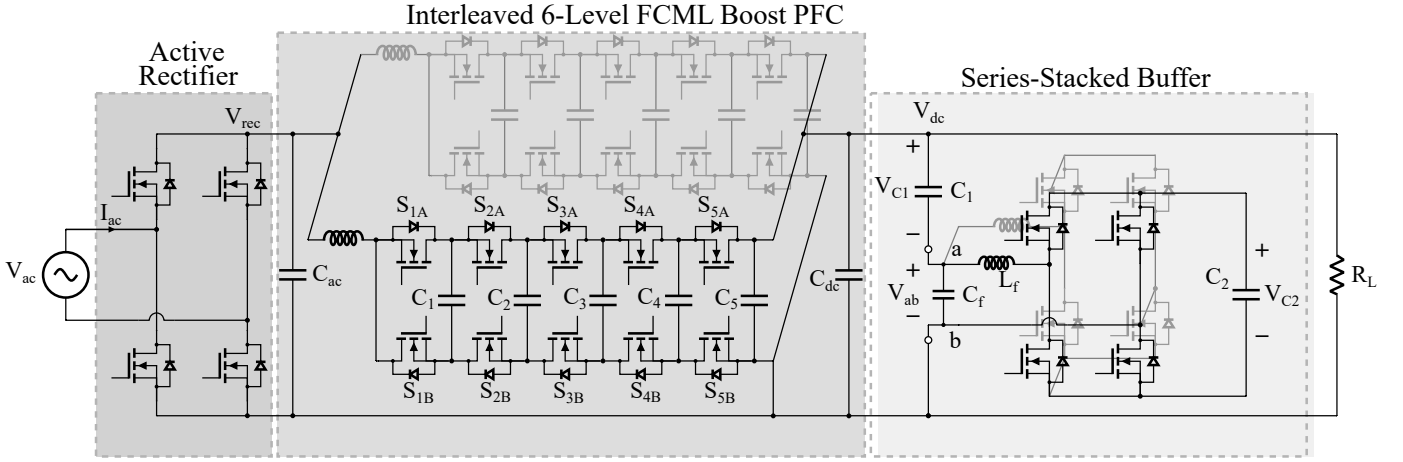 Interleaved 6-Level FCML Boost PFC
Active
Rectifier
Series-Stacked Buffer
V_rec
V_dc
+
V_C1
C_1
−
I_ac
V_ac
S_1A
S_2A
S_3A
S_4A
S_5A
C_ac
C_1
C_2
C_3
C_4
C_5
C_dc
S_1B
S_2B
S_3B
S_4B
S_5B
a
L_f
+
V_ab
C_f
−
b
+
C_2
V_C2
−
R_L